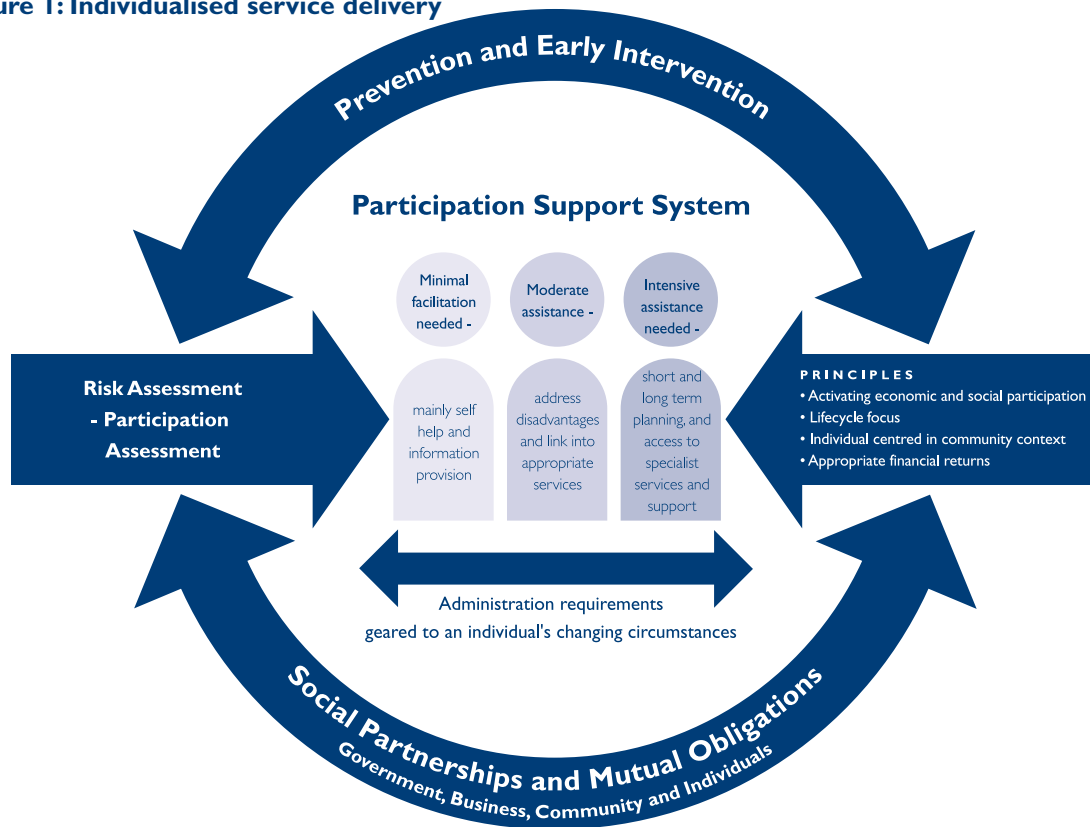 ure 1: Individualised service delivery
Prevention and Early Intervention
Participation Support System
Minimal
facilitation
needed -
Moderate
assistance -
Intensive
assistance
needed -
mainly self
help and
information
provision
address
disadvantages
and link into
appropriate
services
short and
long term
planning, and
access to
specialist
services and
support
Risk Assessment
- Participation
Assessment
PRINCIPLES
• Activating economic and social participation
• Lifecycle focus
• Individual centred in community context
• Appropriate financial returns
Administration requirements
geared to an individual's changing circumstances
Social Partnerships and Mutual Obligations
Government, Business, Community and Individuals